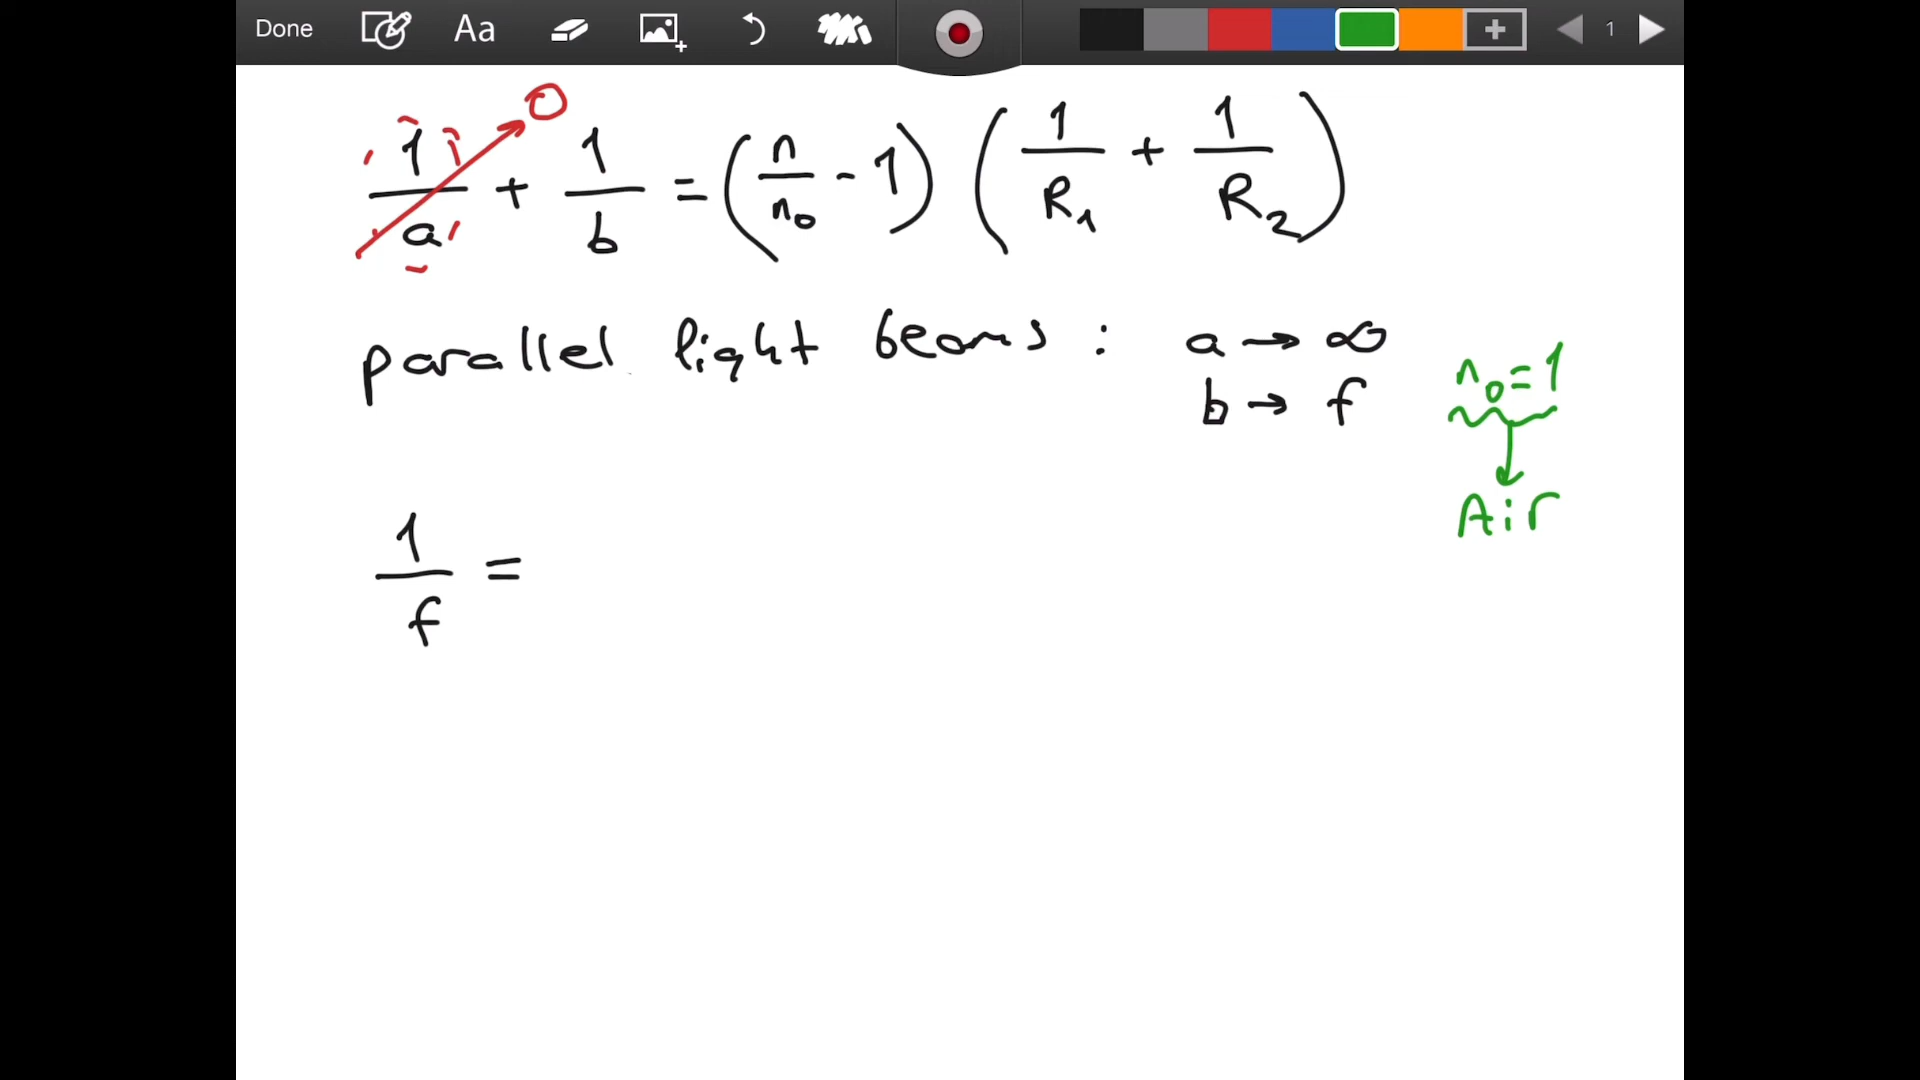 Done Aa 1
1/a → 0 + 1/b = (n/n₀ - 1) (1/R₁ + 1/R₂)
parallel light beams : a → ∞
b → f
n₀ = 1
Air
1/f =